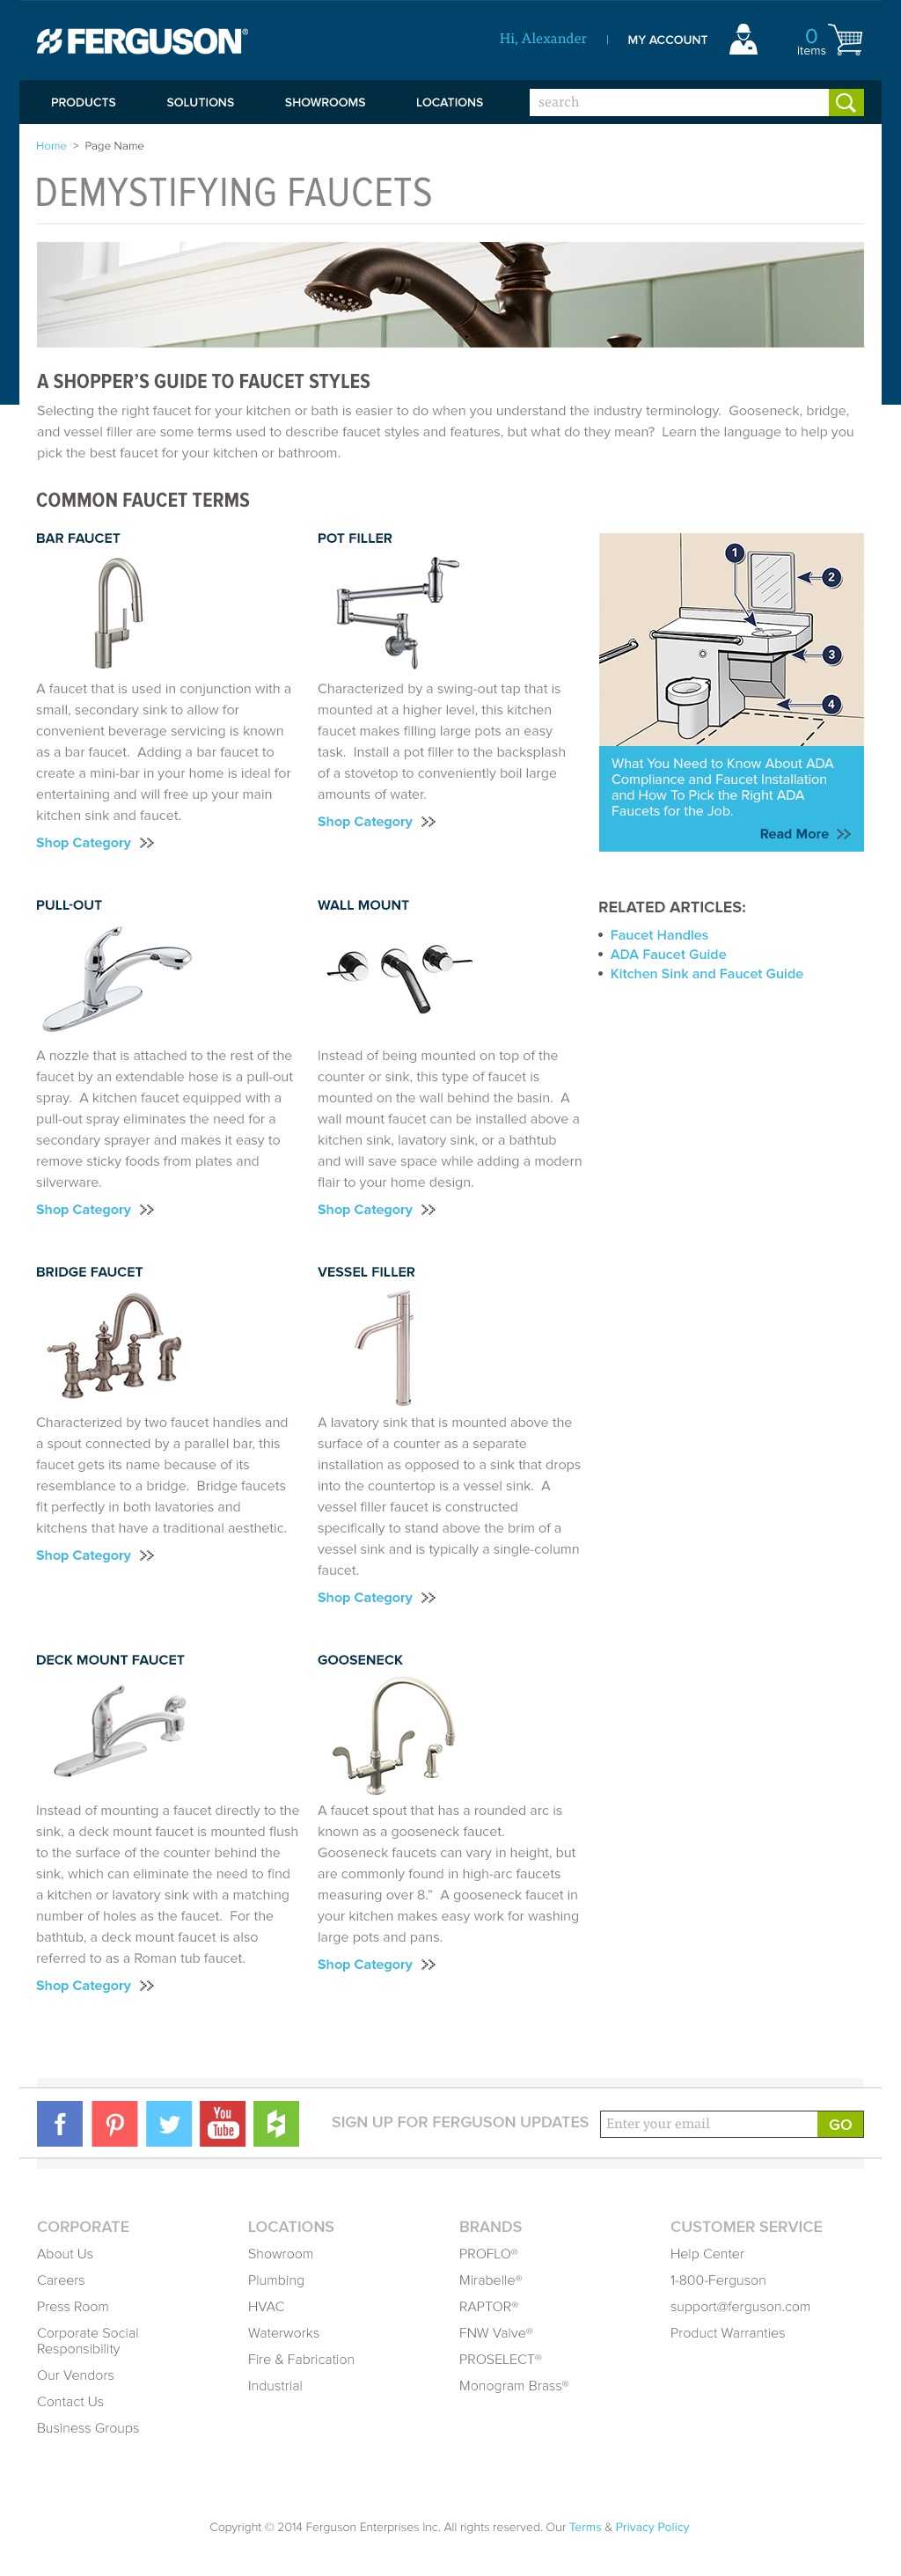 FERGUSON®
Hi, Alexander | MY ACCOUNT
0
items
PRODUCTS SOLUTIONS SHOWROOMS LOCATIONS search
Home > Page Name
DEMYSTIFYING FAUCETS
A SHOPPER'S GUIDE TO FAUCET STYLES
Selecting the right faucet for your kitchen or bath is easier to do when you understand the industry terminology. Gooseneck, bridge,
and vessel filler are some terms used to describe faucet styles and features, but what do they mean? Learn the language to help you
pick the best faucet for your kitchen or bathroom.
COMMON FAUCET TERMS
BAR FAUCET
A faucet that is used in conjunction with a
small, secondary sink to allow for
convenient beverage servicing is known
as a bar faucet. Adding a bar faucet to
create a mini-bar in your home is ideal for
entertaining and will free up your main
kitchen sink and faucet.
Shop Category
POT FILLER
Characterized by a swing-out tap that is
mounted at a higher level, this kitchen
faucet makes filling large pots an easy
task. Install a pot filler to the backsplash
of a stovetop to conveniently boil large
amounts of water.
Shop Category
1
2
3
4
What You Need to Know About ADA
Compliance and Faucet Installation
and How To Pick the Right ADA
Faucets for the Job.
Read More
PULL-OUT
A nozzle that is attached to the rest of the
faucet by an extendable hose is a pull-out
spray. A kitchen faucet equipped with a
pull-out spray eliminates the need for a
secondary sprayer and makes it easy to
remove sticky foods from plates and
silverware.
Shop Category
WALL MOUNT
Instead of being mounted on top of the
counter or sink, this type of faucet is
mounted on the wall behind the basin. A
wall mount faucet can be installed above a
kitchen sink, lavatory sink, or a bathtub
and will save space while adding a modern
flair to your home design.
Shop Category
RELATED ARTICLES:
• Faucet Handles
• ADA Faucet Guide
• Kitchen Sink and Faucet Guide
BRIDGE FAUCET
Characterized by two faucet handles and
a spout connected by a parallel bar, this
faucet gets its name because of its
resemblance to a bridge. Bridge faucets
fit perfectly in both lavatories and
kitchens that have a traditional aesthetic.
Shop Category
VESSEL FILLER
A lavatory sink that is mounted above the
surface of a counter as a separate
installation as opposed to a sink that drops
into the countertop is a vessel sink. A
vessel filler faucet is constructed
specifically to stand above the brim of a
vessel sink and is typically a single-column
faucet.
Shop Category
DECK MOUNT FAUCET
Instead of mounting a faucet directly to the
sink, a deck mount faucet is mounted flush
to the surface of the counter behind the
sink, which can eliminate the need to find
a kitchen or lavatory sink with a matching
number of holes as the faucet. For the
bathtub, a deck mount faucet is also
referred to as a Roman tub faucet.
Shop Category
GOOSENECK
A faucet spout that has a rounded arc is
known as a gooseneck faucet.
Gooseneck faucets can vary in height, but
are commonly found in high-arc faucets
measuring over 8." A gooseneck faucet in
your kitchen makes easy work for washing
large pots and pans.
Shop Category
You
Tube
SIGN UP FOR FERGUSON UPDATES Enter your email GO
CORPORATE
About Us
Careers
Press Room
Corporate Social
Responsibility
Our Vendors
Contact Us
Business Groups
LOCATIONS
Showroom
Plumbing
HVAC
Waterworks
Fire & Fabrication
Industrial
BRANDS
PROFLO®
Mirabelle®
RAPTOR®
FNW Valve®
PROSELECT®
Monogram Brass®
CUSTOMER SERVICE
Help Center
1-800-Ferguson
support@ferguson.com
Product Warranties
Copyright © 2014 Ferguson Enterprises Inc. All rights reserved. Our Terms & Privacy Policy